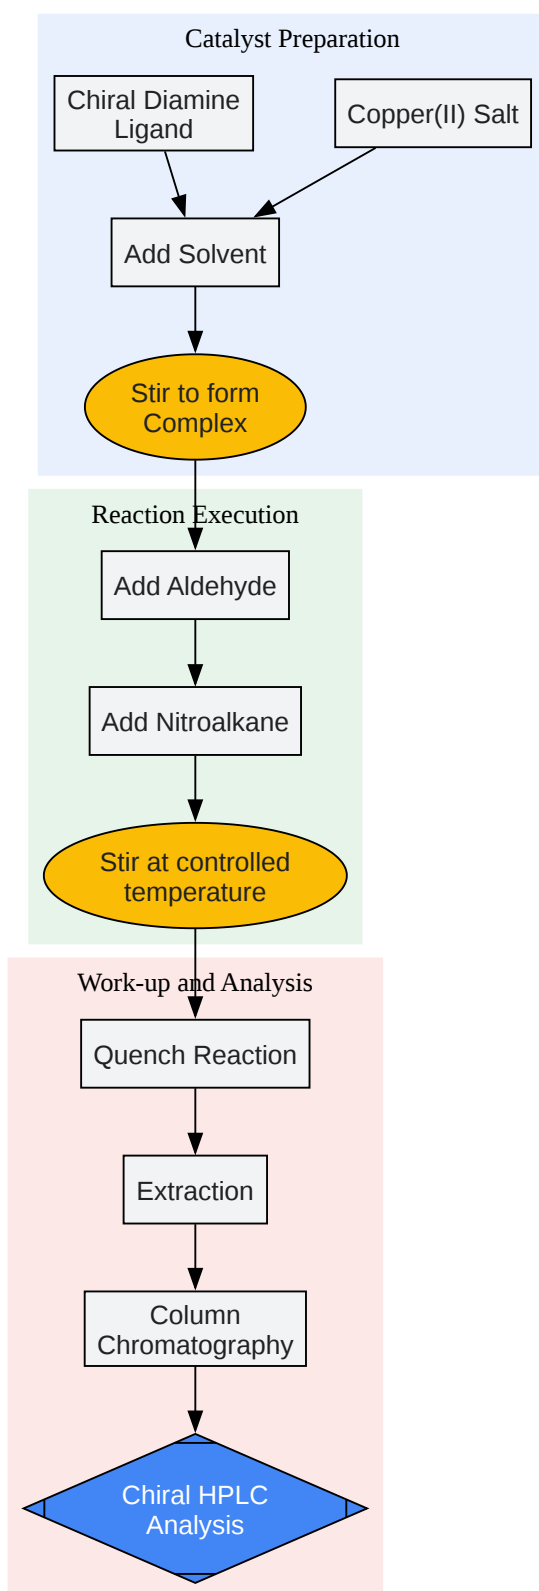 Catalyst Preparation
Chiral Diamine
Ligand
Copper(II) Salt
Add Solvent
Stir to form
Complex
Reaction Execution
Add Aldehyde
Add Nitroalkane
Stir at controlled
temperature
Work-up and Analysis
Quench Reaction
Extraction
Column
Chromatography
Chiral HPLC
Analysis